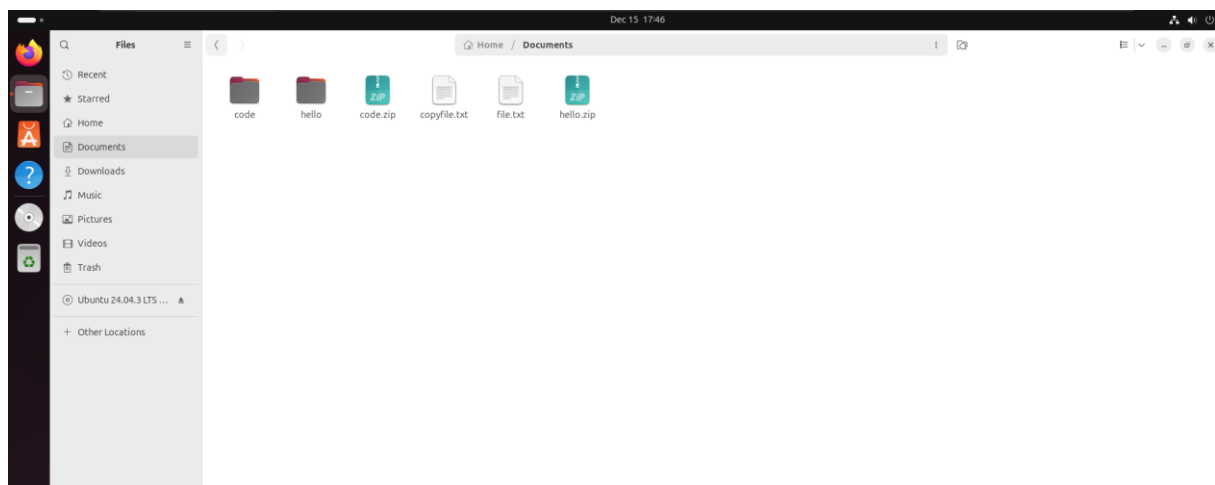 Dec 15 17:46
Files
Home / Documents
Recent
Starred
Home
Documents
Downloads
Music
Pictures
Videos
Trash
Ubuntu 24.04.3 LTS ...
Other Locations
code
hello
ZIP
code.zip
copyfile.txt
file.txt
ZIP
hello.zip